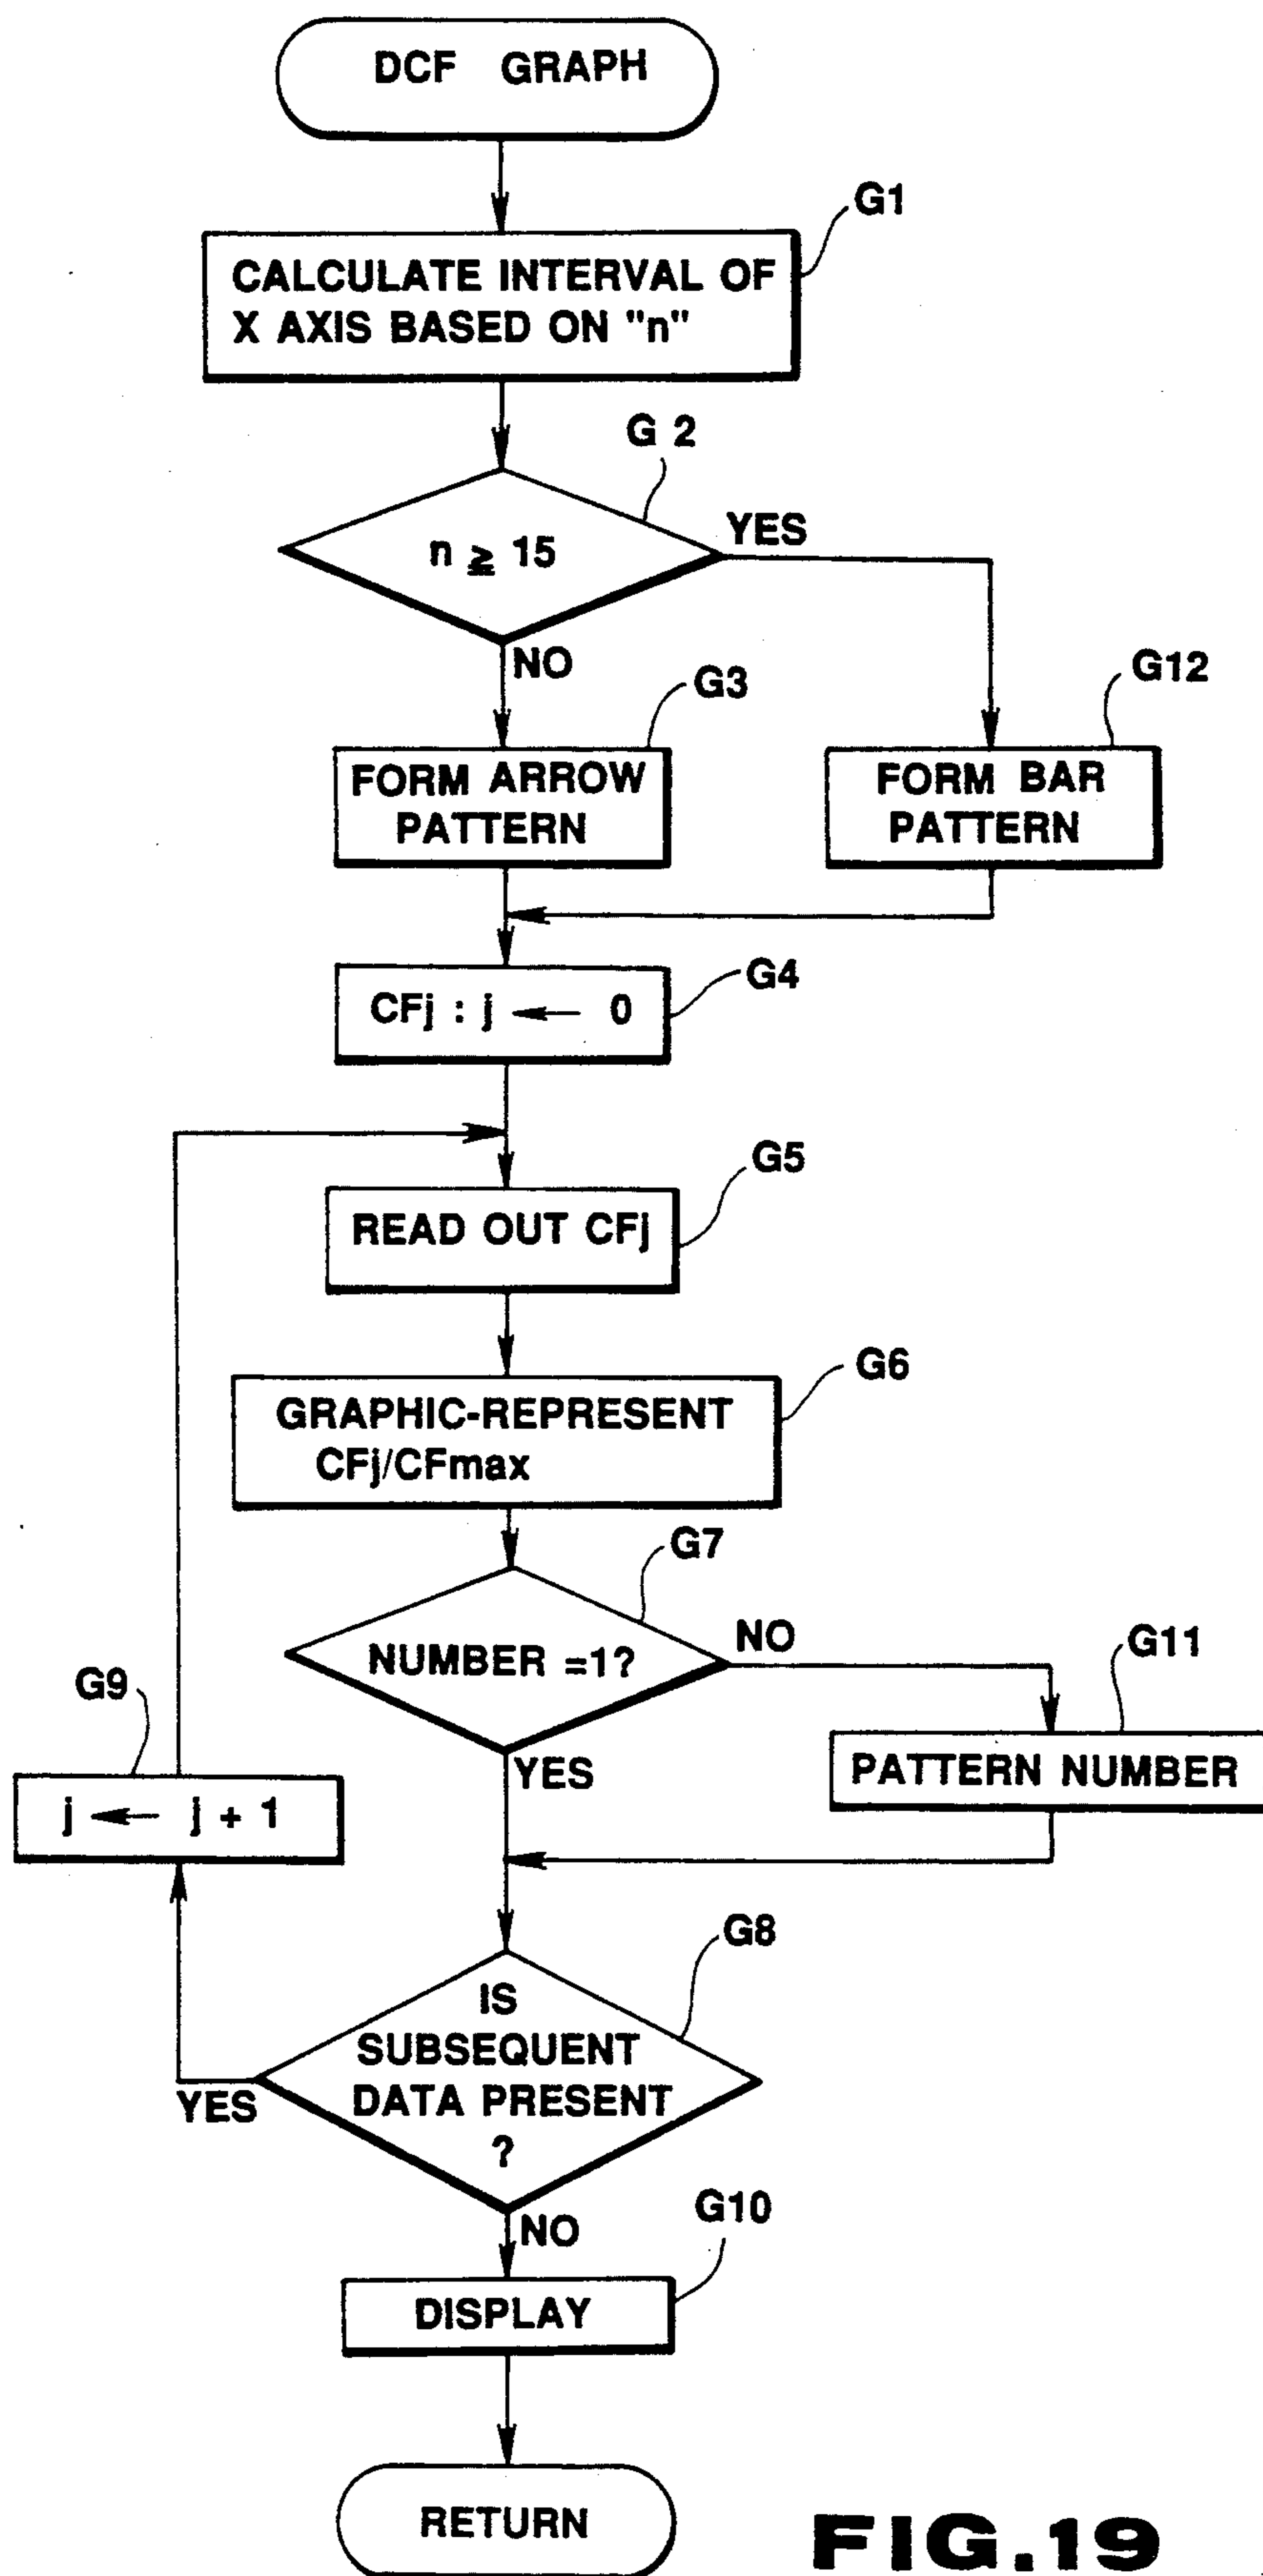 DCF GRAPH
G1
CALCULATE INTERVAL OF
X AXIS BASED ON "n"
G 2
n ≧ 15
YES
NO
G3
G12
FORM ARROW
PATTERN
FORM BAR
PATTERN
G4
CFj : j ← 0
G5
READ OUT CFj
G6
GRAPHIC-REPRESENT
CFj/CFmax
G7
NUMBER =1?
NO
G11
G9
YES
PATTERN NUMBER
j ← j + 1
G8
IS
SUBSEQUENT
DATA PRESENT
?
YES
G10
NO
DISPLAY
RETURN
FIG.19